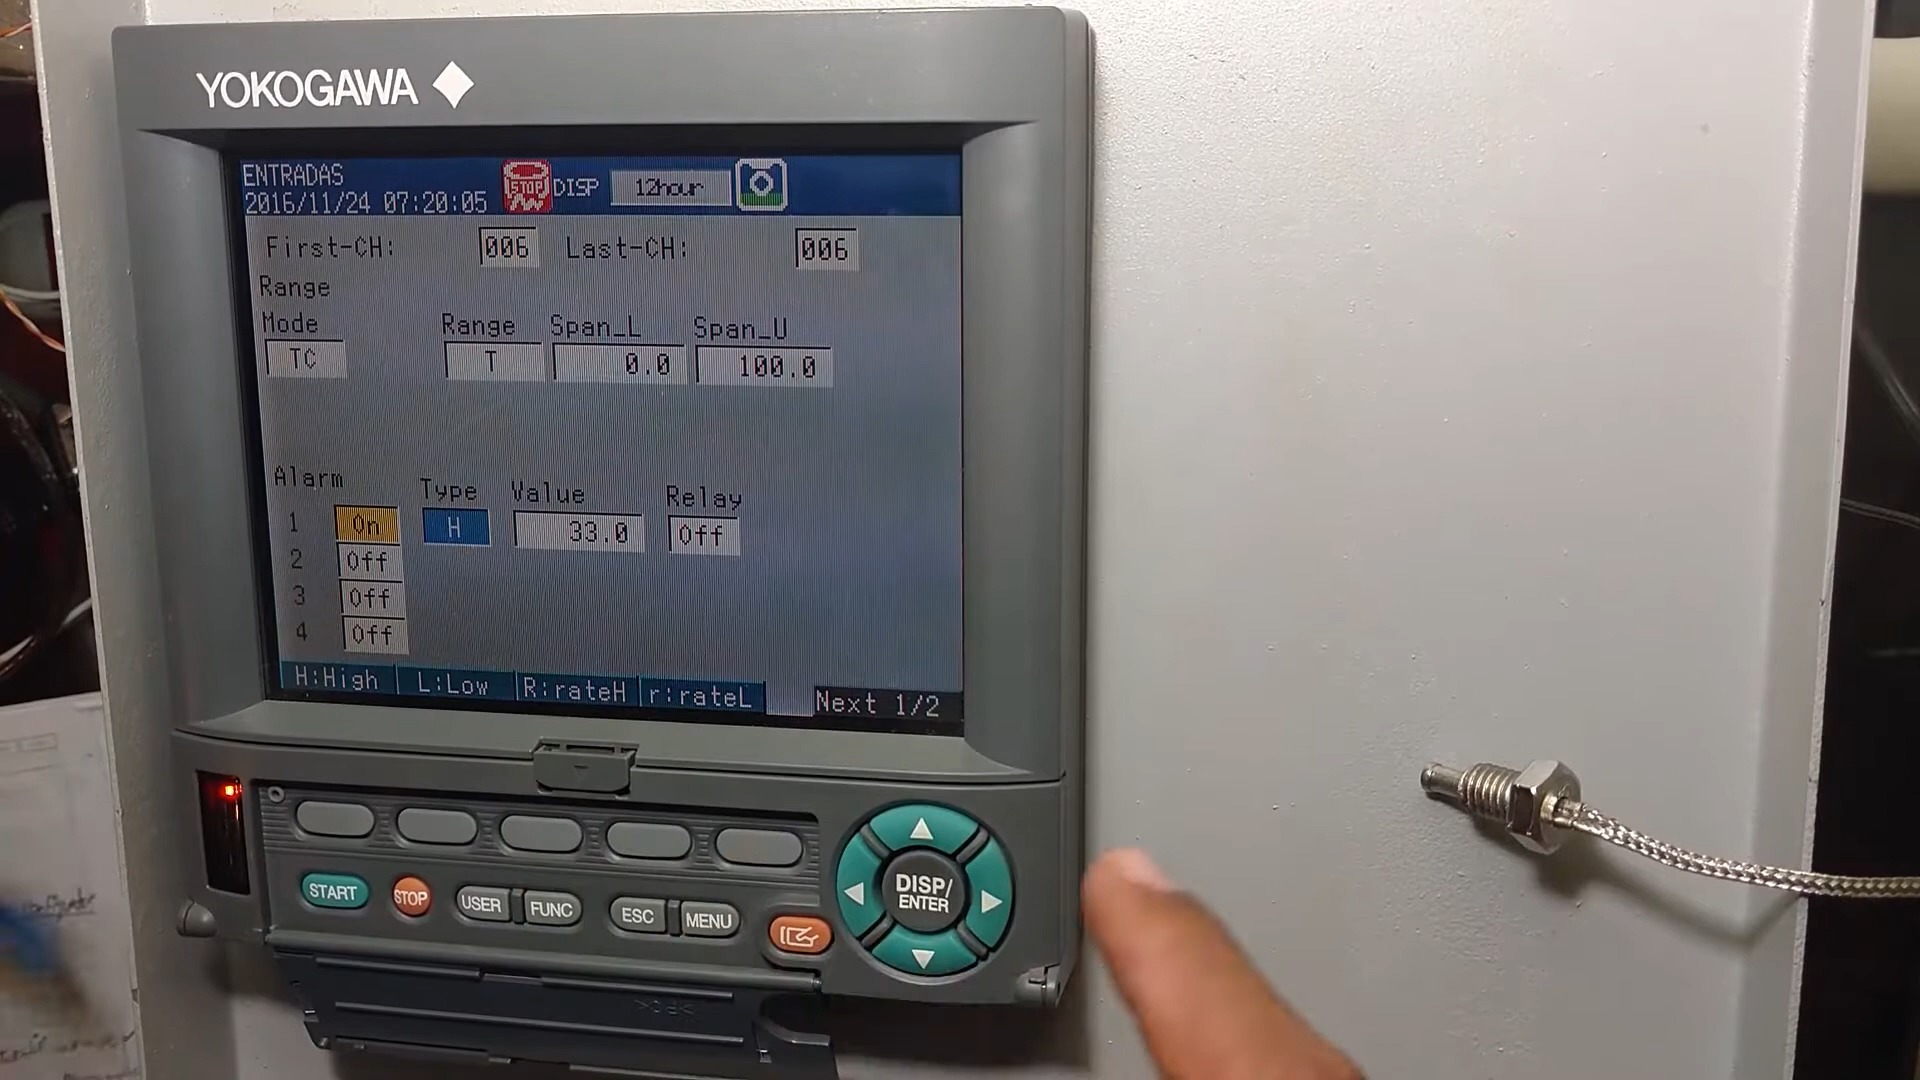 YOKOGAWA
ENTRADAS
2016/11/24 07:20:05 STOP DISP 12hour
First-CH: 006 Last-CH: 006
Range
Mode Range Span_L Span_U
TC T 0.0 100.0
Alarm Type Value Relay
1 On H 33.0 Off
2 Off
3 Off
4 Off
H:High L:Low R:rateH r:rateL Next 1/2
START STOP USER FUNC ESC MENU DISP/
ENTER